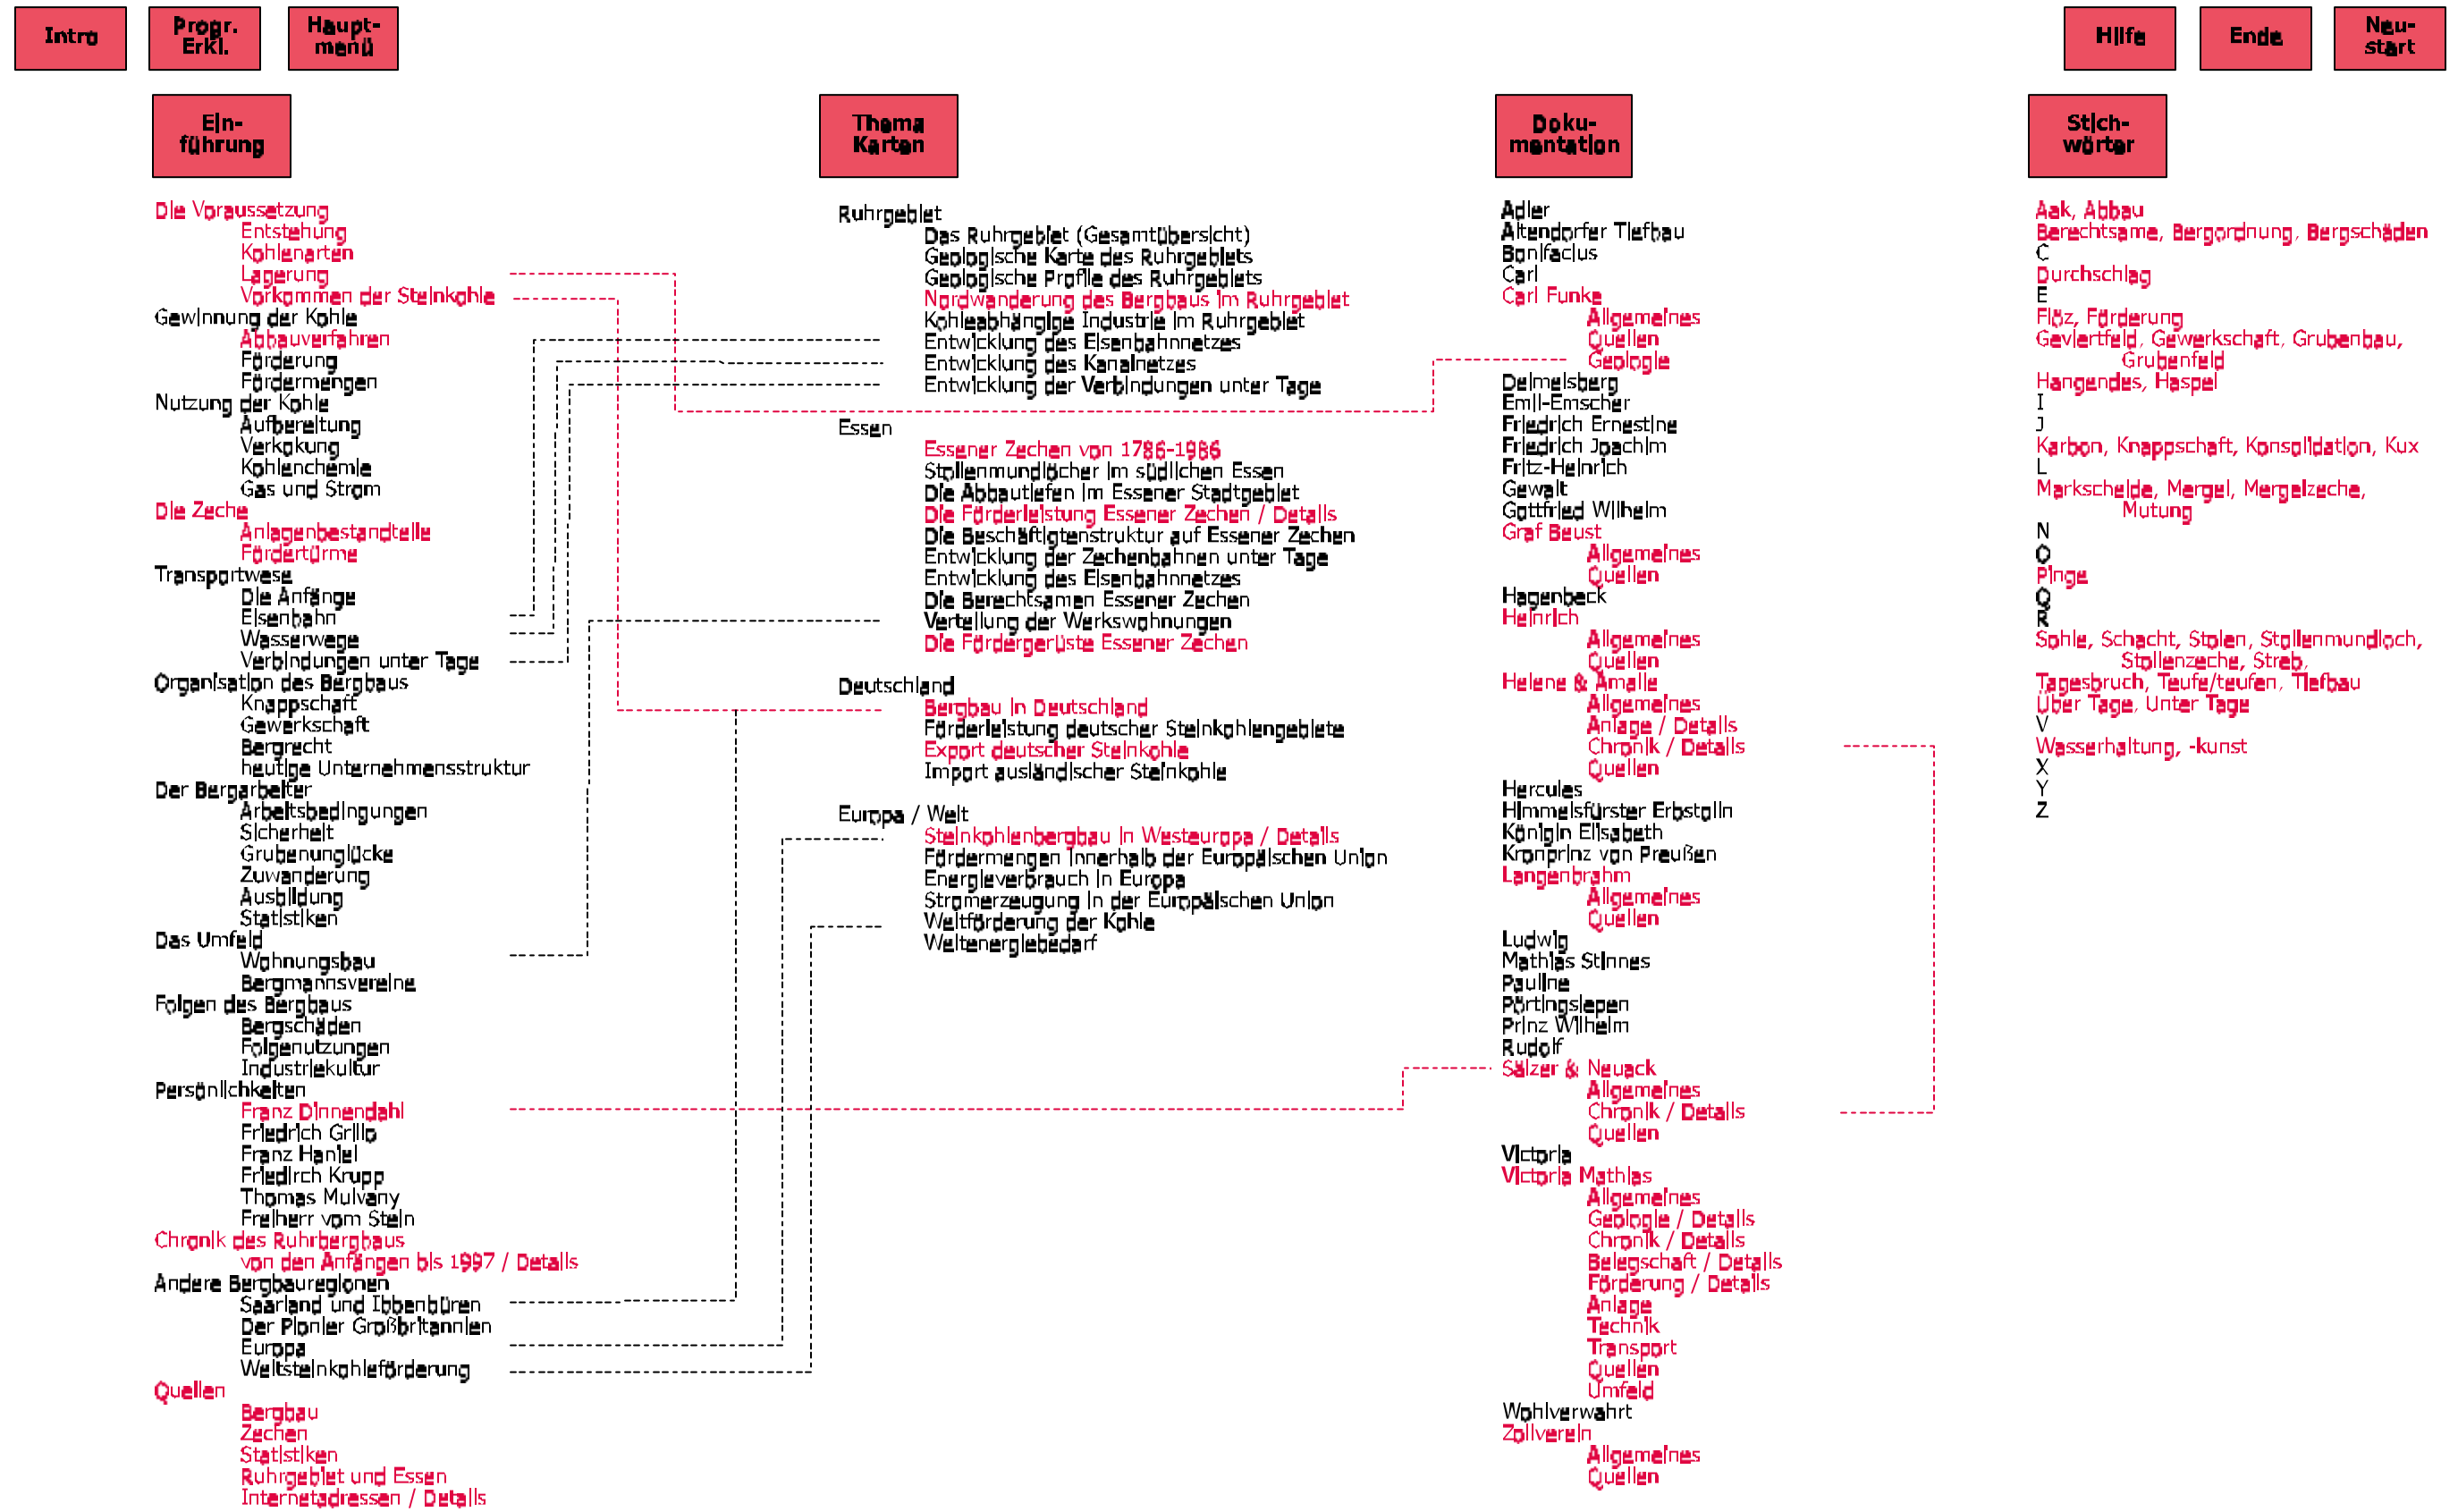 Intro
Progr.
Erkl.
Haupt-
menü
Hilfe
Ende
Neu-
start
Ein-
führung
Die Voraussetzung
Entstehung
Kohlenarten
Lagerung
Vorkommen der Steinkohle
Gewinnung der Kohle
Abbauverfahren
Förderung
Fördermengen
Nutzung der Kohle
Aufbereitung
Verkokung
Kohlenchemie
Gas und Strom
Die Zeche
Anlagenbestandteile
Fördertürme
Transportwese
Die Anfänge
Eisenbahn
Wasserwege
Verbindungen unter Tage
Organisation des Bergbaus
Knappschaft
Gewerkschaft
Bergrecht
heutige Unternehmensstruktur
Der Bergarbeiter
Arbeitsbedingungen
Sicherheit
Grubenunglücke
Zuwanderung
Ausbildung
Statistiken
Das Umfeld
Wohnungsbau
Bergmannsvereine
Folgen des Bergbaus
Bergschäden
Folgenutzungen
Industriekultur
Persönlichkeiten
Franz Dinnendahl
Friedrich Grillo
Franz Haniel
Friedirch Krupp
Thomas Mulvany
Freiherr vom Stein
Chronik des Ruhrbergbaus
von den Anfängen bis 1997 / Details
Andere Bergbauregionen
Saarland und Ibbenbüren
Der Pionier Großbritannien
Europa
Weltsteinkohleförderung
Quellen
Bergbau
Zechen
Statistiken
Ruhrgebiet und Essen
Internetadressen / Details
Thema
Karten
Ruhrgebiet
Das Ruhrgebiet (Gesamtübersicht)
Geologische Karte des Ruhrgebiets
Geologische Profile des Ruhrgebiets
Nordwanderung des Bergbaus im Ruhrgebiet
Kohleabhängige Industrie im Ruhrgebiet
Entwicklung des Eisenbahnnetzes
Entwicklung des Kanalnetzes
Entwicklung der Verbindungen unter Tage
Essen
Essener Zechen von 1786-1986
Stollenmundlöcher im südlichen Essen
Die Abbautiefen im Essener Stadtgebiet
Die Förderleistung Essener Zechen / Details
Die Beschäftigtenstruktur auf Essener Zechen
Entwicklung der Zechenbahnen unter Tage
Entwicklung des Eisenbahnnetzes
Die Berechtsamen Essener Zechen
Verteilung der Werkswohnungen
Die Fördergerüste Essener Zechen
Deutschland
Bergbau in Deutschland
Förderleistung deutscher Steinkohlengebiete
Export deutscher Steinkohle
Import ausländischer Steinkohle
Europa / Welt
Steinkohlenbergbau in Westeuropa / Details
Fördermengen innerhalb der Europäischen Union
Energieverbrauch in Europa
Stromerzeugung in der Europäischen Union
Weltförderung der Kohle
Weltenergiebedarf
Doku-
mentation
Adler
Altendorfer Tiefbau
Bonifacius
Carl
Carl Funke
Allgemeines
Quellen
Geologie
Deimelsberg
Emil-Emscher
Friedrich Ernestine
Friedrich Joachim
Fritz-Heinrich
Gewalt
Gottfried Wilhelm
Graf Beust
Allgemeines
Quellen
Hagenbeck
Heinrich
Allgemeines
Quellen
Helene & Amalie
Allgemeines
Anlage / Details
Chronik / Details
Quellen
Hercules
Himmelsfürster Erbstolln
Königin Elisabeth
Kronprinz von Preußen
Langenbrahm
Allgemeines
Quellen
Ludwig
Mathias Stinnes
Pauline
Pörtingsiepen
Prinz Wilhelm
Rudolf
Sälzer & Neuack
Allgemeines
Chronik / Details
Quellen
Victoria
Victoria Mathias
Allgemeines
Geologie / Details
Chronik / Details
Belegschaft / Details
Förderung / Details
Anlage
Technik
Transport
Quellen
Umfeld
Wohlverwahrt
Zollverein
Allgemeines
Quellen
Stich-
wörter
Aak, Abbau
Berechtsame, Bergordnung, Bergschäden
C
Durchschlag
E
Flöz, Förderung
Geviertfeld, Gewerkschaft, Grubenbau,
Grubenfeld
Hangendes, Haspel
I
J
Karbon, Knappschaft, Konsolidation, Kux
L
Markscheide, Mergel, Mergelzeche,
Mutung
N
O
Pinge
Q
R
Sohle, Schacht, Stolen, Stollenmundloch,
Stollenzeche, Streb,
Tagesbruch, Teufe/teufen, Tiefbau
Über Tage, Unter Tage
V
Wasserhaltung, -kunst
X
Y
Z